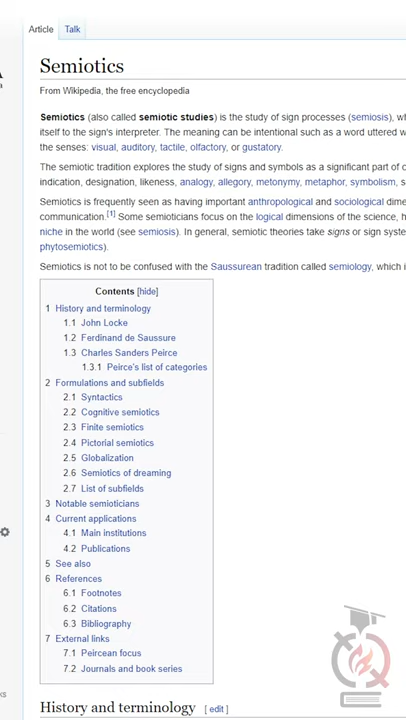 Article Talk
Semiotics
From Wikipedia, the free encyclopedia
Semiotics (also called semiotic studies) is the study of sign processes (semiosis), wh
itself to the sign's interpreter. The meaning can be intentional such as a word uttered w
the senses: visual, auditory, tactile, olfactory, or gustatory.
The semiotic tradition explores the study of signs and symbols as a significant part of c
indication, designation, likeness, analogy, allegory, metonymy, metaphor, symbolism, s
Semiotics is frequently seen as having important anthropological and sociological dime
communication.[1] Some semioticians focus on the logical dimensions of the science, h
niche in the world (see semiosis). In general, semiotic theories take signs or sign syste
phytosemiotics).
Semiotics is not to be confused with the Saussurean tradition called semiology, which i
Contents [hide]
1 History and terminology
1.1 John Locke
1.2 Ferdinand de Saussure
1.3 Charles Sanders Peirce
1.3.1 Peirce's list of categories
2 Formulations and subfields
2.1 Syntactics
2.2 Cognitive semiotics
2.3 Finite semiotics
2.4 Pictorial semiotics
2.5 Globalization
2.6 Semiotics of dreaming
2.7 List of subfields
3 Notable semioticians
4 Current applications
4.1 Main institutions
4.2 Publications
5 See also
6 References
6.1 Footnotes
6.2 Citations
6.3 Bibliography
7 External links
7.1 Peircean focus
7.2 Journals and book series
History and terminology [ edit ]